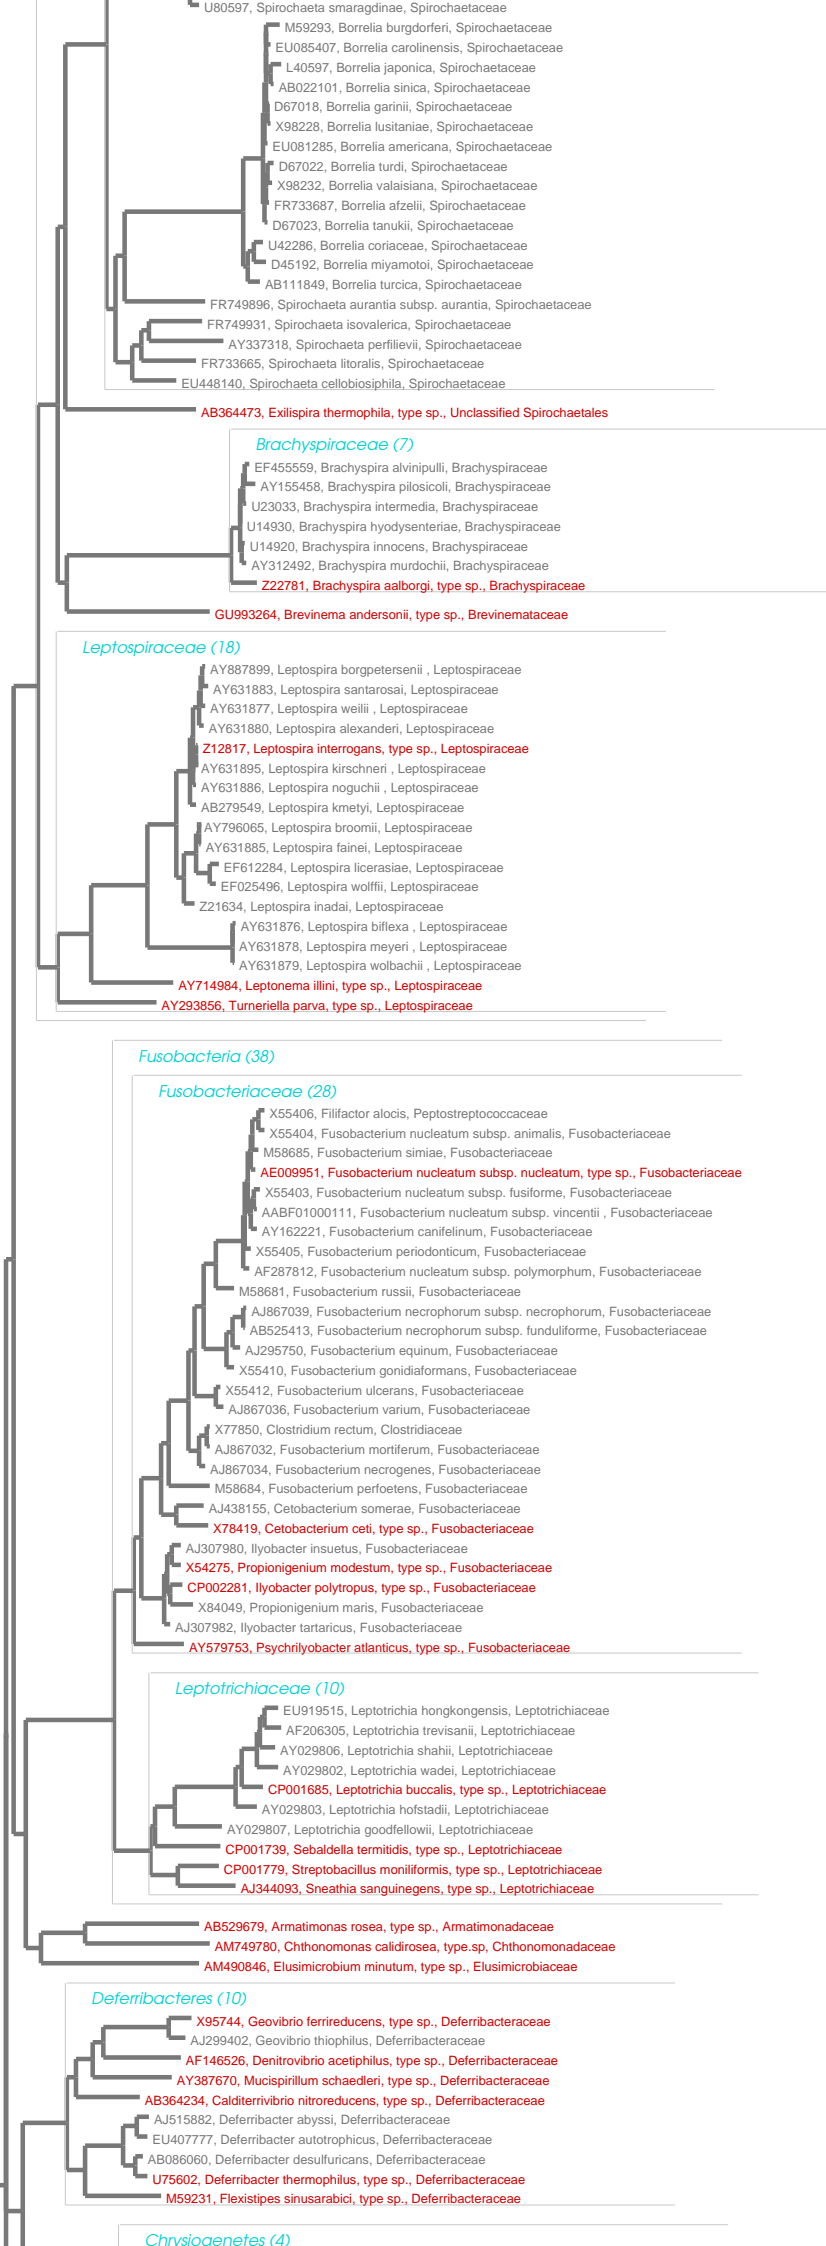 U80597, Spirochaeta smaragdinae, Spirochaetaceae
M59293, Borrelia burgdorferi, Spirochaetaceae
EU085407, Borrelia carolinensis, Spirochaetaceae
L40597, Borrelia japonica, Spirochaetaceae
AB022101, Borrelia sinica, Spirochaetaceae
D67018, Borrelia garinii, Spirochaetaceae
X98228, Borrelia lusitaniae, Spirochaetaceae
EU081285, Borrelia americana, Spirochaetaceae
D67022, Borrelia turdi, Spirochaetaceae
X98232, Borrelia valaisiana, Spirochaetaceae
FR733687, Borrelia afzelii, Spirochaetaceae
D67023, Borrelia tanukii, Spirochaetaceae
U42286, Borrelia coriaceae, Spirochaetaceae
D45192, Borrelia miyamotoi, Spirochaetaceae
AB111849, Borrelia turcica, Spirochaetaceae
FR749896, Spirochaeta aurantia subsp. aurantia, Spirochaetaceae
FR749931, Spirochaeta isovalerica, Spirochaetaceae
AY337318, Spirochaeta perfilievii, Spirochaetaceae
FR733665, Spirochaeta litoralis, Spirochaetaceae
EU448140, Spirochaeta cellobiosiphila, Spirochaetaceae
AB364473, Exilispira thermophila, type sp., Unclassified Spirochaetales
Brachyspiraceae (7)
EF455559, Brachyspira alvinipulli, Brachyspiraceae
AY155458, Brachyspira pilosicoli, Brachyspiraceae
U23033, Brachyspira intermedia, Brachyspiraceae
U14930, Brachyspira hyodysenteriae, Brachyspiraceae
U14920, Brachyspira innocens, Brachyspiraceae
AY312492, Brachyspira murdochii, Brachyspiraceae
Z22781, Brachyspira aalborgi, type sp., Brachyspiraceae
GU993264, Brevinema andersonii, type sp., Brevinemataceae
Leptospiraceae (18)
AY887899, Leptospira borgpetersenii , Leptospiraceae
AY631883, Leptospira santarosai, Leptospiraceae
AY631877, Leptospira weilii , Leptospiraceae
AY631880, Leptospira alexanderi, Leptospiraceae
Z12817, Leptospira interrogans, type sp., Leptospiraceae
AY631895, Leptospira kirschneri , Leptospiraceae
AY631886, Leptospira noguchii , Leptospiraceae
AB279549, Leptospira kmetyi, Leptospiraceae
AY796065, Leptospira broomii, Leptospiraceae
AY631885, Leptospira fainei, Leptospiraceae
EF612284, Leptospira licerasiae, Leptospiraceae
EF025496, Leptospira wolffii, Leptospiraceae
Z21634, Leptospira inadai, Leptospiraceae
AY631876, Leptospira biflexa , Leptospiraceae
AY631878, Leptospira meyeri , Leptospiraceae
AY631879, Leptospira wolbachii , Leptospiraceae
AY714984, Leptonema illini, type sp., Leptospiraceae
AY293856, Turneriella parva, type sp., Leptospiraceae
Fusobacteria (38)
Fusobacteriaceae (28)
X55406, Filifactor alocis, Peptostreptococcaceae
X55404, Fusobacterium nucleatum subsp. animalis, Fusobacteriaceae
M58685, Fusobacterium simiae, Fusobacteriaceae
AE009951, Fusobacterium nucleatum subsp. nucleatum, type sp., Fusobacteriaceae
X55403, Fusobacterium nucleatum subsp. fusiforme, Fusobacteriaceae
AABF01000111, Fusobacterium nucleatum subsp. vincentii , Fusobacteriaceae
AY162221, Fusobacterium canifelinum, Fusobacteriaceae
X55405, Fusobacterium periodonticum, Fusobacteriaceae
AF287812, Fusobacterium nucleatum subsp. polymorphum, Fusobacteriaceae
M58681, Fusobacterium russii, Fusobacteriaceae
AJ867039, Fusobacterium necrophorum subsp. necrophorum, Fusobacteriaceae
AB525413, Fusobacterium necrophorum subsp. funduliforme, Fusobacteriaceae
AJ295750, Fusobacterium equinum, Fusobacteriaceae
X55410, Fusobacterium gonidiaformans, Fusobacteriaceae
X55412, Fusobacterium ulcerans, Fusobacteriaceae
AJ867036, Fusobacterium varium, Fusobacteriaceae
X77850, Clostridium rectum, Clostridiaceae
AJ867032, Fusobacterium mortiferum, Fusobacteriaceae
AJ867034, Fusobacterium necrogenes, Fusobacteriaceae
M58684, Fusobacterium perfoetens, Fusobacteriaceae
AJ438155, Cetobacterium somerae, Fusobacteriaceae
X78419, Cetobacterium ceti, type sp., Fusobacteriaceae
AJ307980, Ilyobacter insuetus, Fusobacteriaceae
X54275, Propionigenium modestum, type sp., Fusobacteriaceae
CP002281, Ilyobacter polytropus, type sp., Fusobacteriaceae
X84049, Propionigenium maris, Fusobacteriaceae
AJ307982, Ilyobacter tartaricus, Fusobacteriaceae
AY579753, Psychrilyobacter atlanticus, type sp., Fusobacteriaceae
Leptotrichiaceae (10)
EU919515, Leptotrichia hongkongensis, Leptotrichiaceae
AF206305, Leptotrichia trevisanii, Leptotrichiaceae
AY029806, Leptotrichia shahii, Leptotrichiaceae
AY029802, Leptotrichia wadei, Leptotrichiaceae
CP001685, Leptotrichia buccalis, type sp., Leptotrichiaceae
AY029803, Leptotrichia hofstadii, Leptotrichiaceae
AY029807, Leptotrichia goodfellowii, Leptotrichiaceae
CP001739, Sebaldella termitidis, type sp., Leptotrichiaceae
CP001779, Streptobacillus moniliformis, type sp., Leptotrichiaceae
AJ344093, Sneathia sanguinegens, type sp., Leptotrichiaceae
AB529679, Armatimonas rosea, type sp., Armatimonadaceae
AM749780, Chthonomonas calidirosea, type.sp, Chthonomonadaceae
AM490846, Elusimicrobium minutum, type sp., Elusimicrobiaceae
Deferribacteres (10)
X95744, Geovibrio ferrireducens, type sp., Deferribacteraceae
AJ299402, Geovibrio thiophilus, Deferribacteraceae
AF146526, Denitrovibrio acetiphilus, type sp., Deferribacteraceae
AY387670, Mucispirillum schaedleri, type sp., Deferribacteraceae
AB364234, Calditerrivibrio nitroreducens, type sp., Deferribacteraceae
AJ515882, Deferribacter abyssi, Deferribacteraceae
EU407777, Deferribacter autotrophicus, Deferribacteraceae
AB086060, Deferribacter desulfuricans, Deferribacteraceae
U75602, Deferribacter thermophilus, type sp., Deferribacteraceae
M59231, Flexistipes sinusarabici, type sp., Deferribacteraceae
Chrysiogenetes (4)